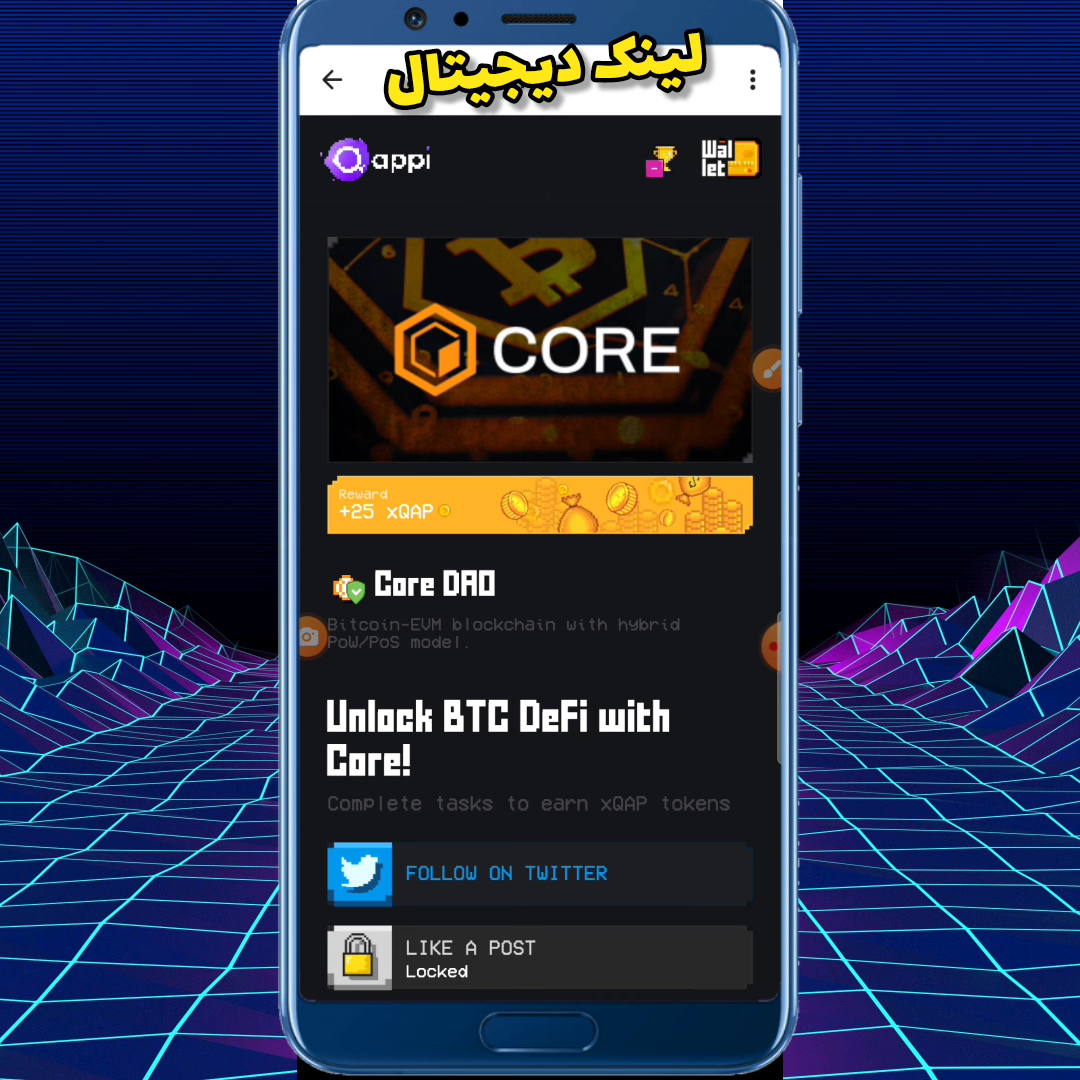 لینک دیجیتال
Qappi
Wal
let
CORE
Reward
+25 xQAP
Core DAO
Bitcoin-EVM blockchain with hybrid
PoW/PoS model.
Unlock BTC DeFi with
Core!
Complete tasks to earn xQAP tokens
FOLLOW ON TWITTER
LIKE A POST
Locked